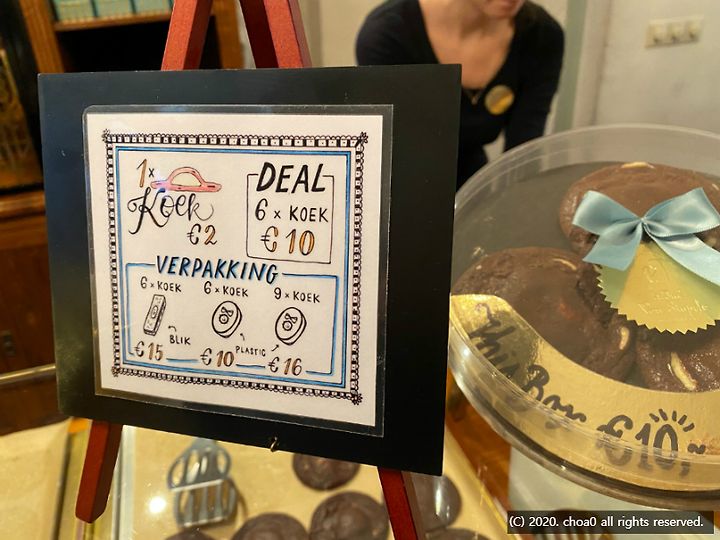 1x
Koek
€2
DEAL
6 x KOEK
€10
VERPAKKING
6 x KOEK
6 x KOEK
9 x KOEK
BLIK
PLASTIC
€15
€10
€16
this Box €10,-
(C) 2020. choa0 all rights reserved.